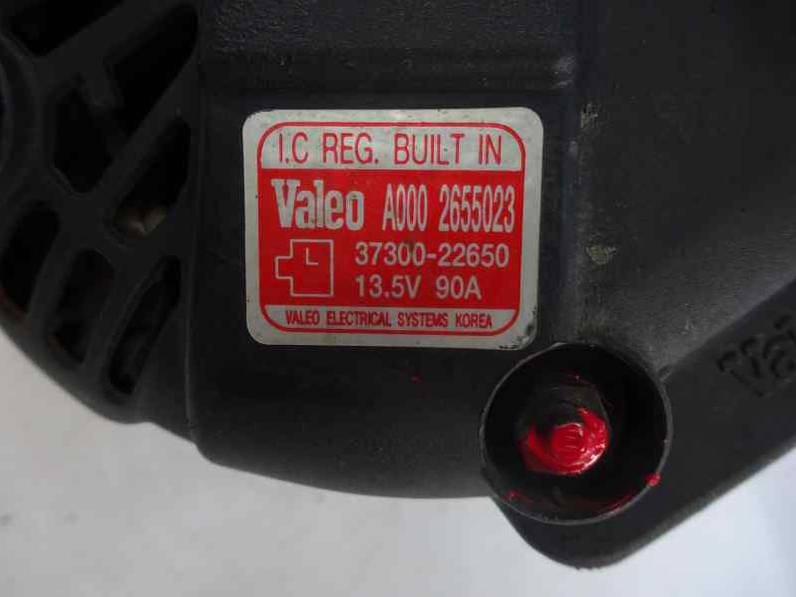 I.C REG. BUILT IN
Valeo A000 2655023
L 37300-22650
13.5V 90A
VALEO ELECTRICAL SYSTEMS KOREA